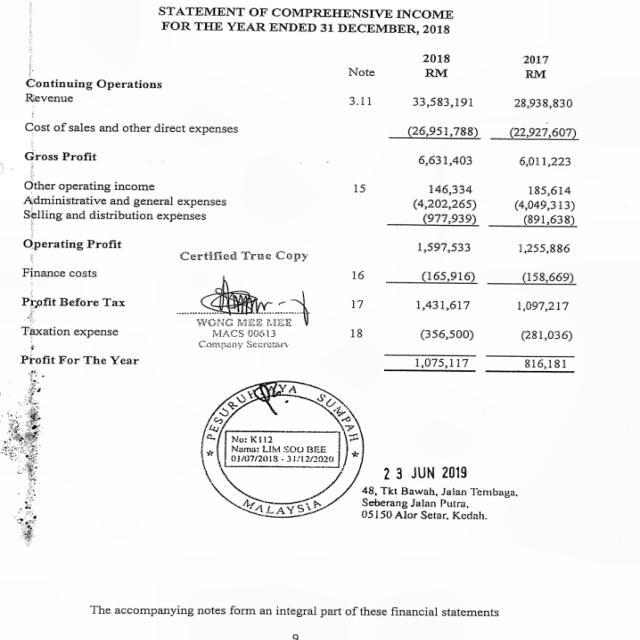 STATEMENT OF COMPREHENSIVE INCOME
FOR THE YEAR ENDED 31 DECEMBER, 2018
2018 2017
Note RM RM
Continuing Operations
Revenue 3.11 33,583,191 28,938,830
Cost of sales and other direct expenses (26,951,788) (22,927,607)
Gross Profit 6,631,403 6,011,223
Other operating income 15 146,334 185,614
Administrative and general expenses (4,202,265) (4,049,313)
Selling and distribution expenses (977,939) (891,638)
Operating Profit 1,597,533 1,255,886
Certified True Copy
Finance costs 16 (165,916) (158,669)
Profit Before Tax 17 1,431,617 1,097,217
WONG MEE MEE
MACS 00613
Company Secretary
Taxation expense 18 (356,500) (281,036)
Profit For The Year 1,075,117 816,181
PESURUHJAYA SUMPAH
No: K112
Nama: LIM SOO BEE
01/07/2018 - 31/12/2020
MALAYSIA
23 JUN 2019
48, Tkt Bawah, Jalan Tembaga,
Seberang Jalan Putra,
05150 Alor Setar, Kedah.
The accompanying notes form an integral part of these financial statements
9